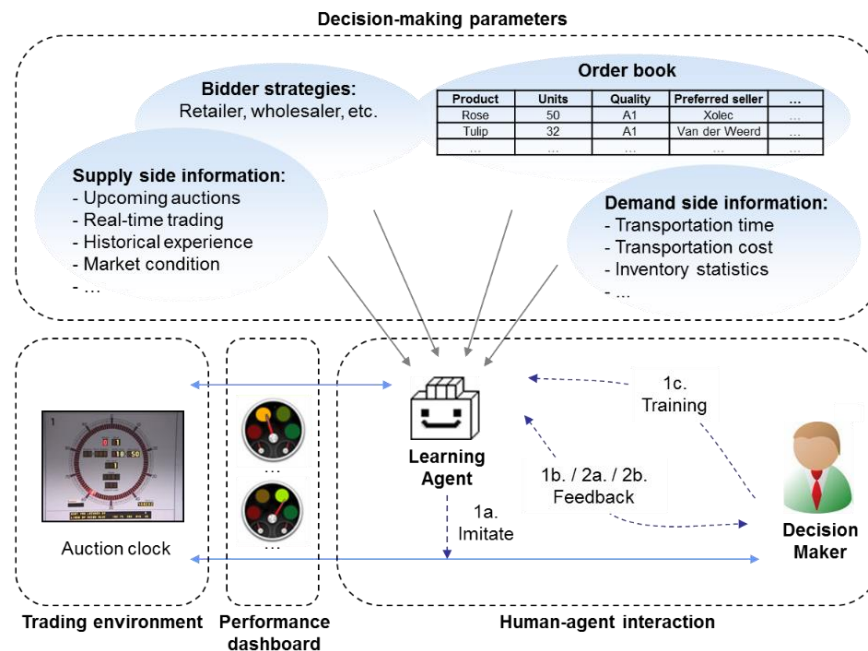 Decision-making parameters
Bidder strategies:
Retailer, wholesaler, etc.
Order book
Product Units Quality Preferred seller ...
Rose 50 A1 Xolec ...
Tulip 32 A1 Van der Weerd ...
... ... ... ... ...
Supply side information:
- Upcoming auctions
- Real-time trading
- Historical experience
- Market condition
- ...
Demand side information:
- Transportation time
- Transportation cost
- Inventory statistics
- ...
1
Auction clock
...
...
Learning
Agent
1a.
Imitate
1b. / 2a. / 2b.
Feedback
1c.
Training
Decision
Maker
Trading environment
Performance
dashboard
Human-agent interaction